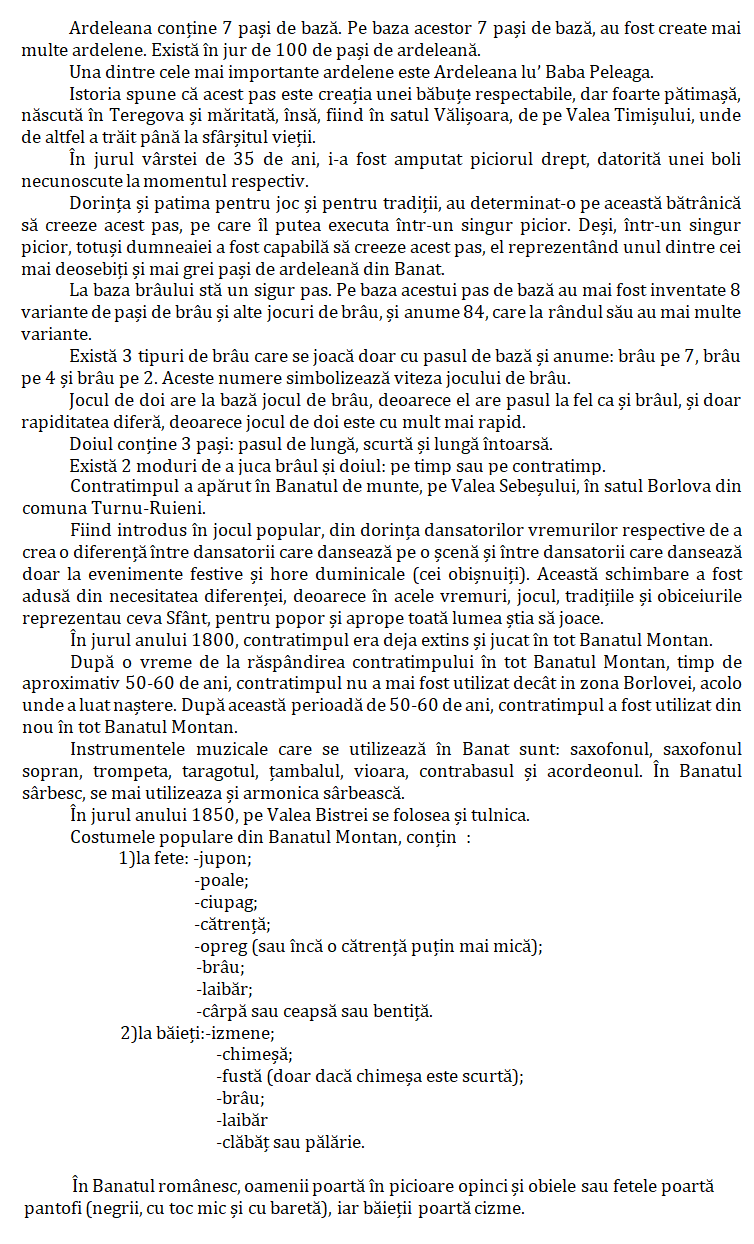 Ardeleana conține 7 pași de bază. Pe baza acestor 7 pași de bază, au fost create mai
multe ardelene. Există în jur de 100 de pași de ardeleană.
Una dintre cele mai importante ardelene este Ardeleana lu' Baba Peleaga.
Istoria spune că acest pas este creația unei băbuțe respectabile, dar foarte pătimașă,
născută în Teregova și măritată, însă, fiind în satul Vălișoara, de pe Valea Timișului, unde
de altfel a trăit până la sfârșitul vieții.
În jurul vârstei de 35 de ani, i-a fost amputat piciorul drept, datorită unei boli
necunoscute la momentul respectiv.
Dorința și patima pentru joc și pentru tradiții, au determinat-o pe această bătrânică
să creeze acest pas, pe care îl putea executa într-un singur picior. Deși, într-un singur
picior, totuși dumneaiei a fost capabilă să creeze acest pas, el reprezentând unul dintre cei
mai deosebiți și mai grei pași de ardeleană din Banat.
La baza brâului stă un sigur pas. Pe baza acestui pas de bază au mai fost inventate 8
variante de pași de brâu și alte jocuri de brâu, și anume 84, care la rândul său au mai multe
variante.
Există 3 tipuri de brâu care se joacă doar cu pasul de bază și anume: brâu pe 7, brâu
pe 4 și brâu pe 2. Aceste numere simbolizează viteza jocului de brâu.
Jocul de doi are la bază jocul de brâu, deoarece el are pasul la fel ca și brâul, și doar
rapiditatea diferă, deoarece jocul de doi este cu mult mai rapid.
Doiul conține 3 pași: pasul de lungă, scurtă și lungă întoarsă.
Există 2 moduri de a juca brâul și doiul: pe timp sau pe contratimp.
Contratimpul a apărut în Banatul de munte, pe Valea Sebeșului, în satul Borlova din
comuna Turnu-Ruieni.
Fiind introdus în jocul popular, din dorința dansatorilor vremurilor respective de a
crea o diferență între dansatorii care dansează pe o șcenă și între dansatorii care dansează
doar la evenimente festive și hore duminicale (cei obișnuiți). Această schimbare a fost
adusă din necesitatea diferenței, deoarece în acele vremuri, jocul, tradițiile și obiceiurile
reprezentau ceva Sfânt, pentru popor și aprope toată lumea știa să joace.
În jurul anului 1800, contratimpul era deja extins și jucat în tot Banatul Montan.
După o vreme de la răspândirea contratimpului în tot Banatul Montan, timp de
aproximativ 50-60 de ani, contratimpul nu a mai fost utilizat decât in zona Borlovei, acolo
unde a luat naștere. După această perioadă de 50-60 de ani, contratimpul a fost utilizat din
nou în tot Banatul Montan.
Instrumentele muzicale care se utilizează în Banat sunt: saxofonul, saxofonul
sopran, trompeta, taragotul, țambalul, vioara, contrabasul și acordeonul. În Banatul
sârbesc, se mai utilizeaza și armonica sârbească.
În jurul anului 1850, pe Valea Bistrei se folosea și tulnica.
Costumele populare din Banatul Montan, conțin :
1)la fete: -jupon;
-poale;
-ciupag;
-cătrență;
-opreg (sau încă o cătrență puțin mai mică);
-brâu;
-laibăr;
-cârpă sau ceapsă sau bentiță.
2)la băieți:-izmene;
-chimeșă;
-fustă (doar dacă chimeșa este scurtă);
-brâu;
-laibăr
-clăbăț sau pălărie.
În Banatul românesc, oamenii poartă în picioare opinci și obiele sau fetele poartă
pantofi (negrii, cu toc mic și cu baretă), iar băieții poartă cizme.